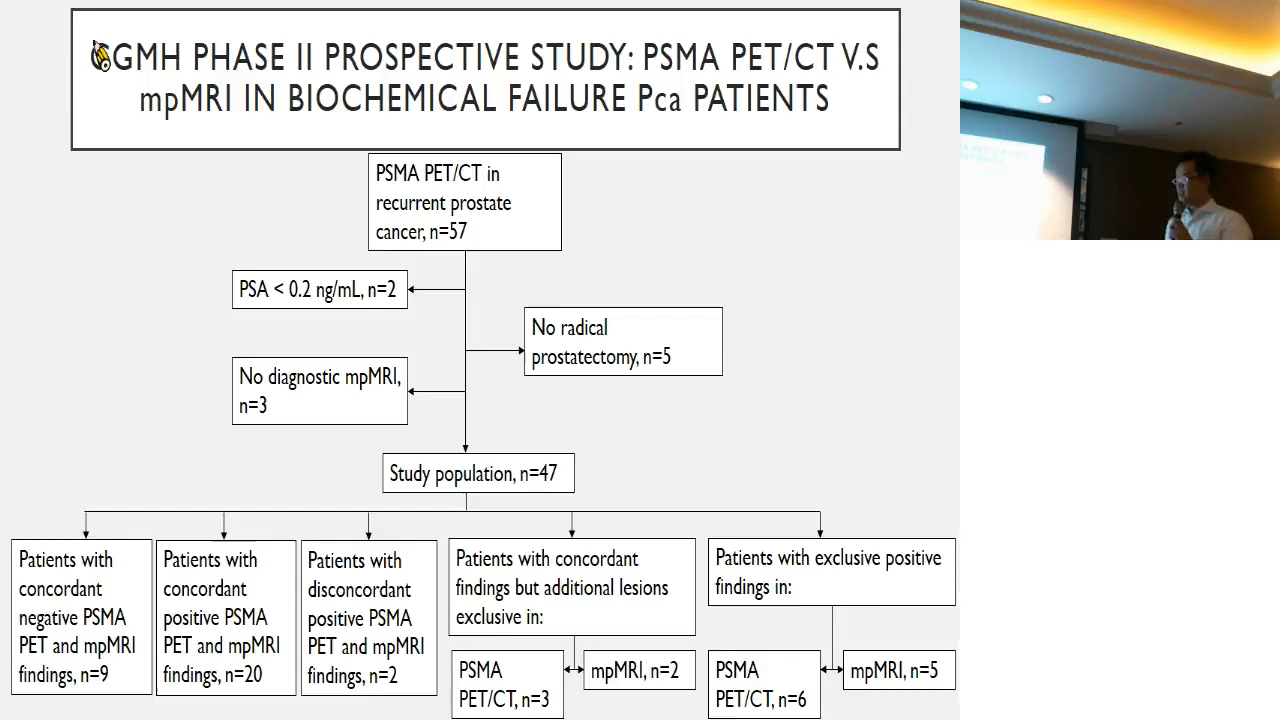 CGMH PHASE II PROSPECTIVE STUDY: PSMA PET/CT V.S
mpMRI IN BIOCHEMICAL FAILURE Pca PATIENTS
PSMA PET/CT in
recurrent prostate
cancer, n=57
PSA < 0.2 ng/mL, n=2
No radical
prostatectomy, n=5
No diagnostic mpMRI,
n=3
Study population, n=47
Patients with
concordant
negative PSMA
PET and mpMRI
findings, n=9
Patients with
concordant
positive PSMA
PET and mpMRI
findings, n=20
Patients with
disconcordant
positive PSMA
PET and mpMRI
findings, n=2
Patients with concordant
findings but additional lesions
exclusive in:
PSMA
PET/CT, n=3
mpMRI, n=2
Patients with exclusive positive
findings in:
PSMA
PET/CT, n=6
mpMRI, n=5